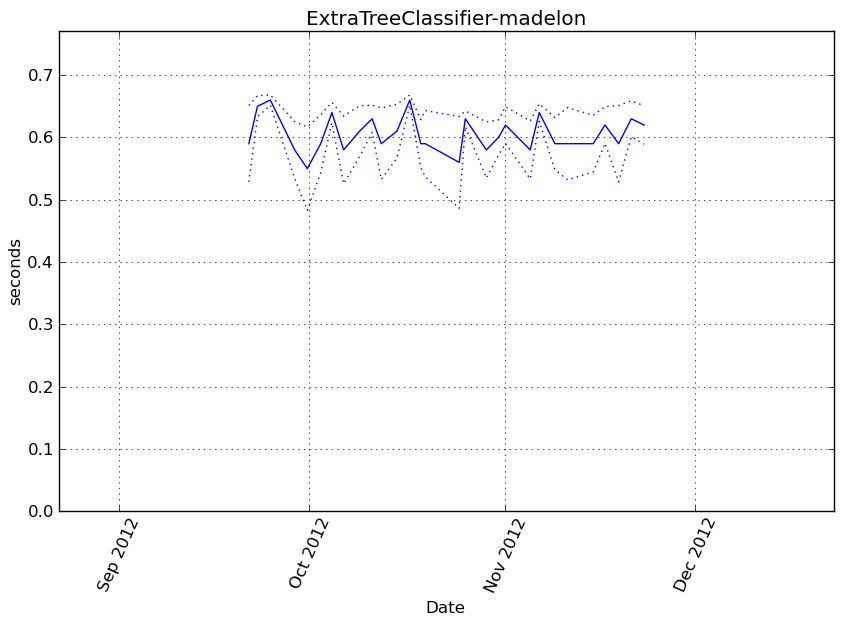 ExtraTreeClassifier-madelon
0.7
0.6
0.5
0.4
0.3
0.2
0.1
0.0
seconds
Sep 2012
Oct 2012
Nov 2012
Dec 2012
Date